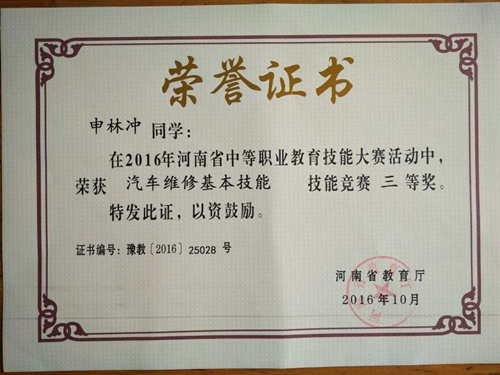 荣誉证书
申林冲 同学：
在2016年河南省中等职业教育技能大赛活动中，
荣获 汽车维修基本技能 技能竞赛 三 等奖。
特发此证，以资鼓励。
证书编号：豫教〔2016〕25028 号
河南省教育厅
2016年10月